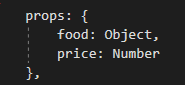 props: {
    food: Object,
    price: Number
},